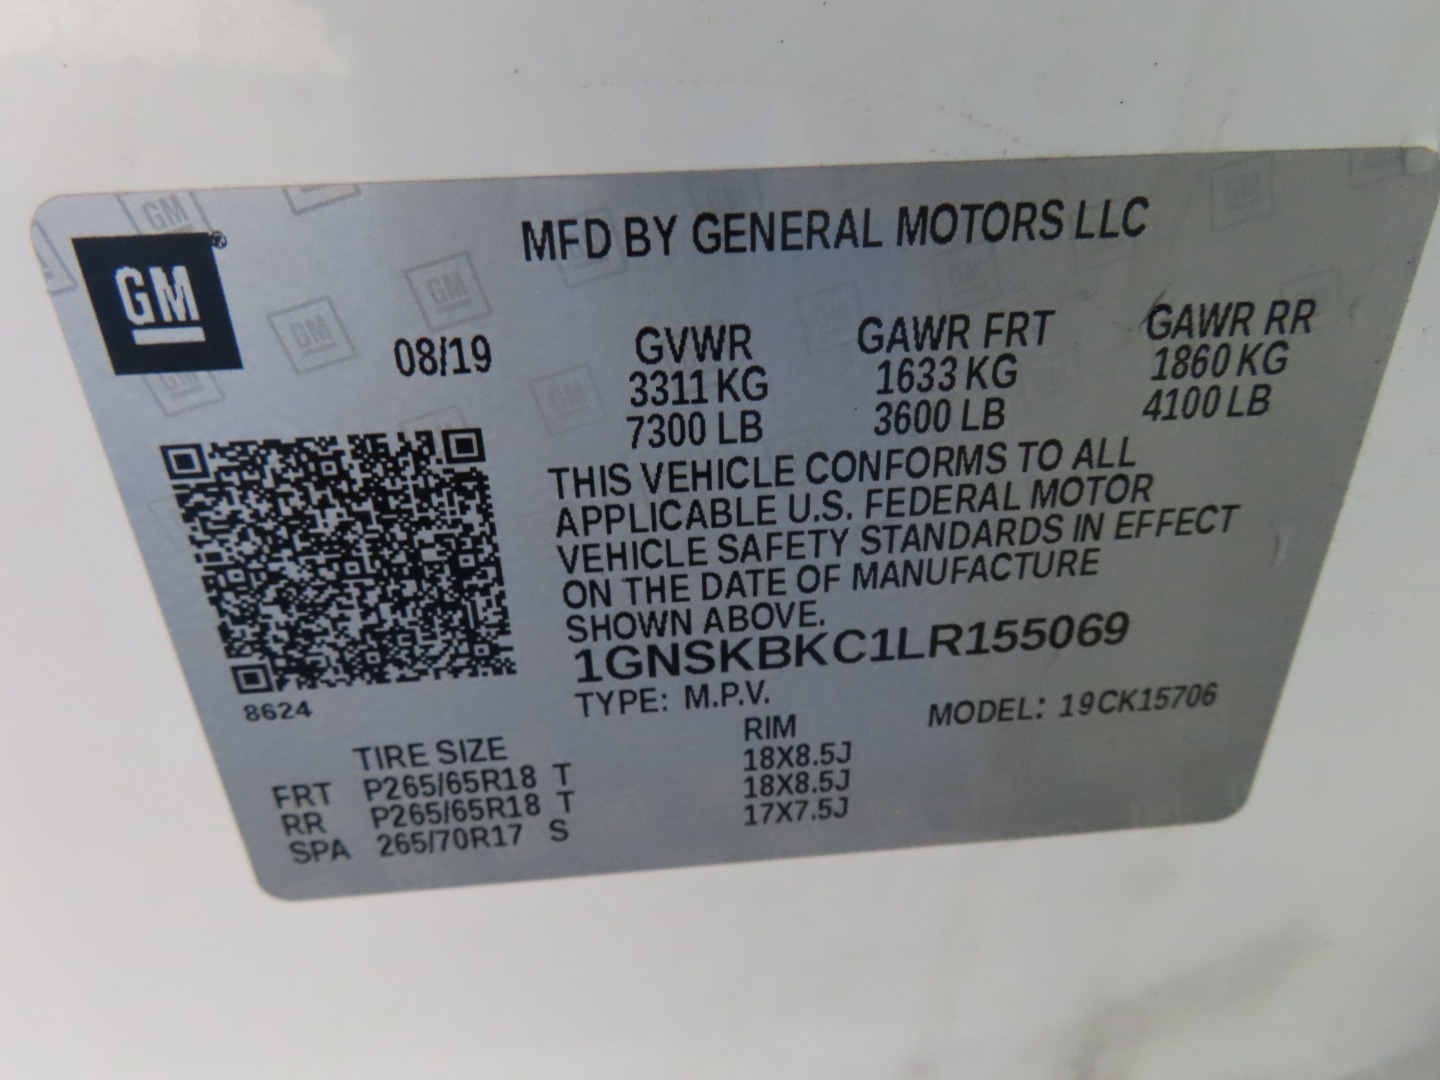 GM
MFD BY GENERAL MOTORS LLC
08/19 GVWR GAWR FRT GAWR RR
3311 KG 1633 KG 1860 KG
7300 LB 3600 LB 4100 LB
THIS VEHICLE CONFORMS TO ALL
APPLICABLE U.S. FEDERAL MOTOR
VEHICLE SAFETY STANDARDS IN EFFECT
ON THE DATE OF MANUFACTURE
SHOWN ABOVE.
1GNSKBKC1LR155069
8624
TYPE: M.P.V. MODEL: 19CK15706
TIRE SIZE RIM
FRT P265/65R18 T 18X8.5J
RR P265/65R18 T 18X8.5J
SPA 265/70R17 S 17X7.5J